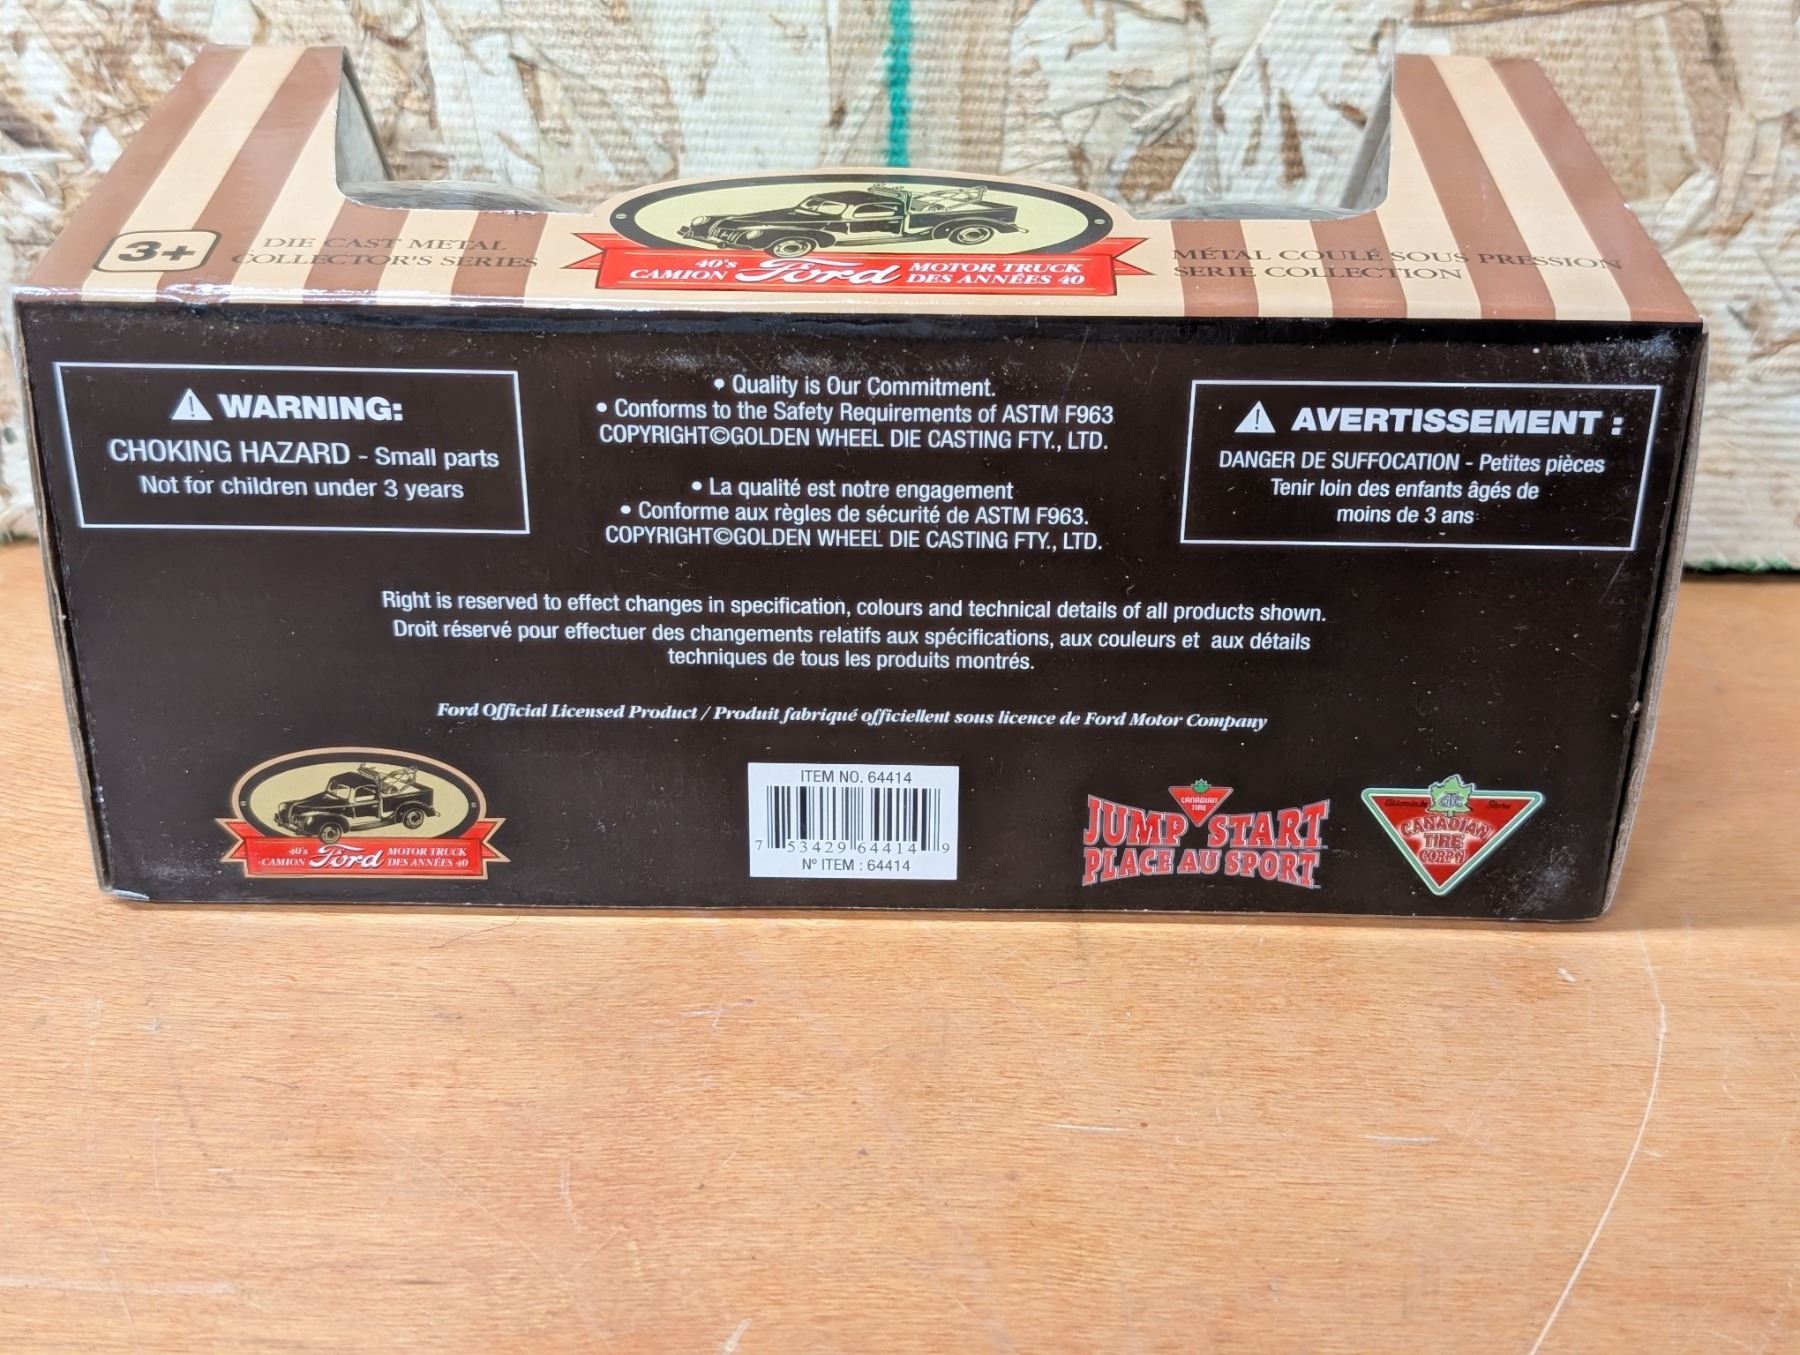 3+
DIE CAST METAL
COLLECTOR'S SERIES
40's
CAMION
Ford
MOTOR TRUCK
DES ANNÉES 40
MÉTAL COULÉ SOUS PRESSION
SERIE COLLECTION
WARNING:
CHOKING HAZARD - Small parts
Not for children under 3 years
• Quality is Our Commitment.
• Conforms to the Safety Requirements of ASTM F963
COPYRIGHT©GOLDEN WHEEL DIE CASTING FTY., LTD.
• La qualité est notre engagement
• Conforme aux règles de sécurité de ASTM F963.
COPYRIGHT©GOLDEN WHEEL DIE CASTING FTY., LTD.
AVERTISSEMENT :
DANGER DE SUFFOCATION - Petites pièces
Tenir loin des enfants âgés de
moins de 3 ans
Right is reserved to effect changes in specification, colours and technical details of all products shown.
Droit réservé pour effectuer des changements relatifs aux spécifications, aux couleurs et aux détails
techniques de tous les produits montrés.
Ford Official Licensed Product / Produit fabriqué officiellent sous licence de Ford Motor Company
40's
CAMION
Ford
MOTOR TRUCK
DES ANNÉES 40
ITEM NO. 64414
7 53429 64414 9
Nº ITEM : 64414
CANADIAN
TIRE
JUMP START
PLACE AU SPORT
Associate CTC Store
CANADIAN
TIRE
CORP'N